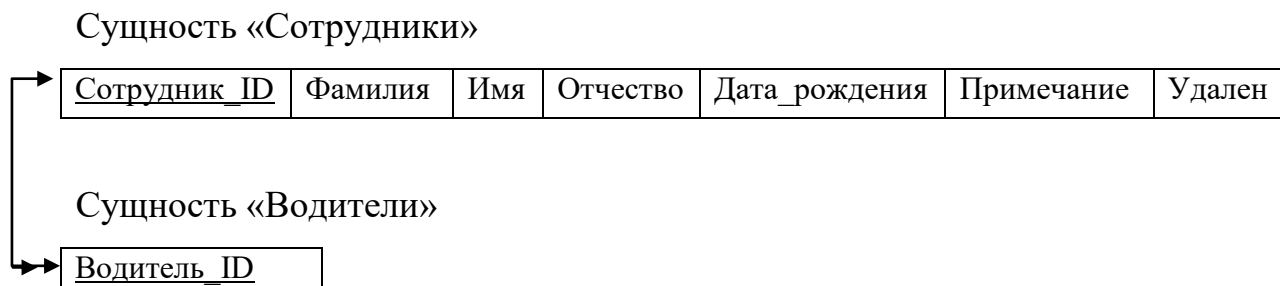 Сущность «Сотрудники»
Сотрудник_ID Фамилия Имя Отчество Дата_рождения Примечание Удален
Сущность «Водители»
Водитель_ID